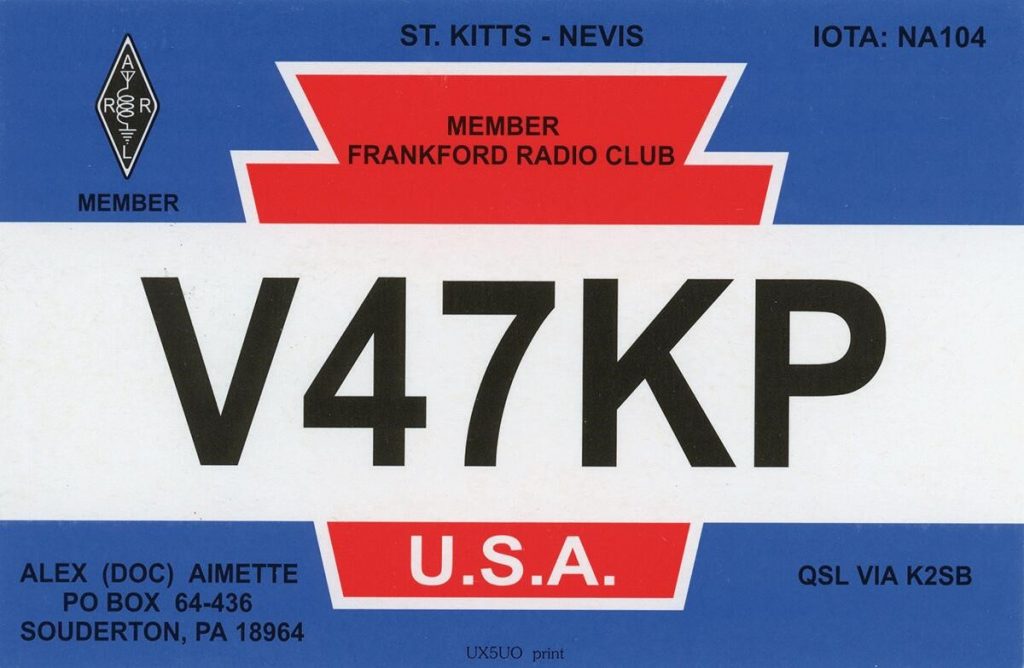 ST. KITTS - NEVIS
IOTA: NA104
A
R R
L
MEMBER
MEMBER
FRANKFORD RADIO CLUB
V47KP
U.S.A.
ALEX (DOC) AIMETTE
PO BOX 64-436
SOUDERTON, PA 18964
QSL VIA K2SB
UX5UO print